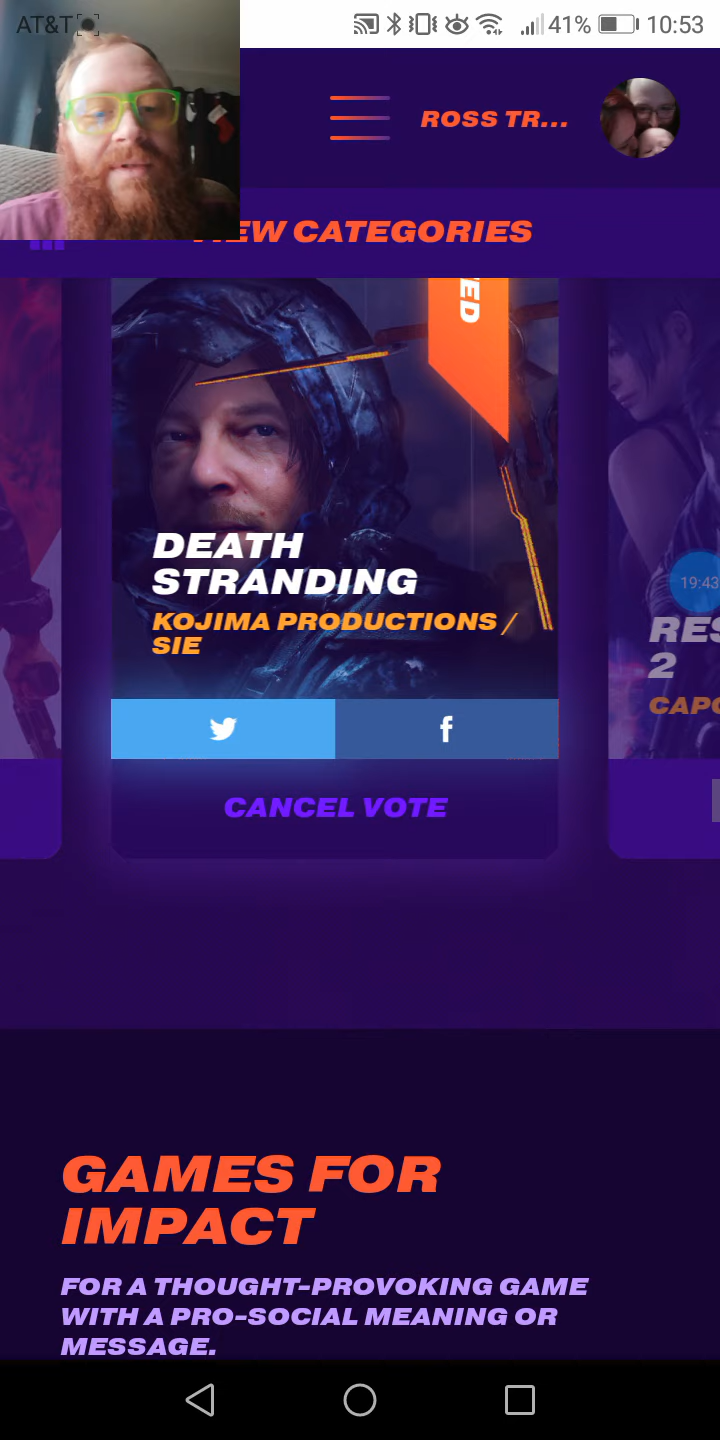 AT&T
41%
10:53
ROSS TR...
EW CATEGORIES
ED
DEATH
STRANDING
KOJIMA PRODUCTIONS /
SIE
19:43
RES
2
CAPC
f
CANCEL VOTE
GAMES FOR
IMPACT
FOR A THOUGHT-PROVOKING GAME
WITH A PRO-SOCIAL MEANING OR
MESSAGE.